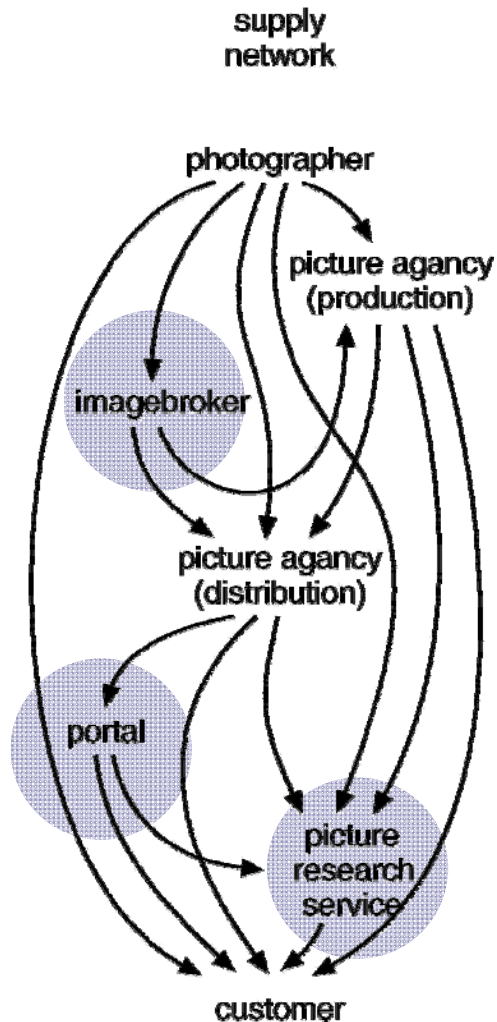 supply
network
photographer
picture agancy
(production)
imagebroker
picture agancy
(distribution)
portal
picture
research
service
customer